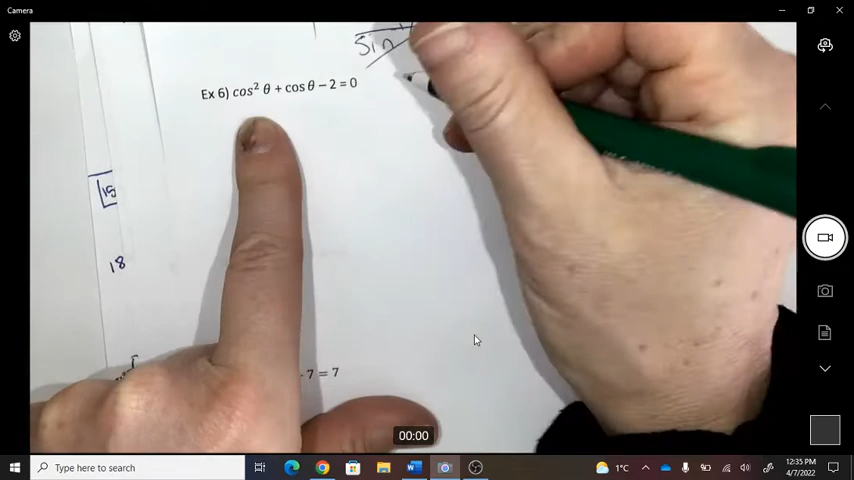 Camera
Sin
Ex 6) cos² θ + cos θ − 2 = 0
15
18
- 7 = 7
00:00
Type here to search
1°C
12:35 PM
4/7/2022